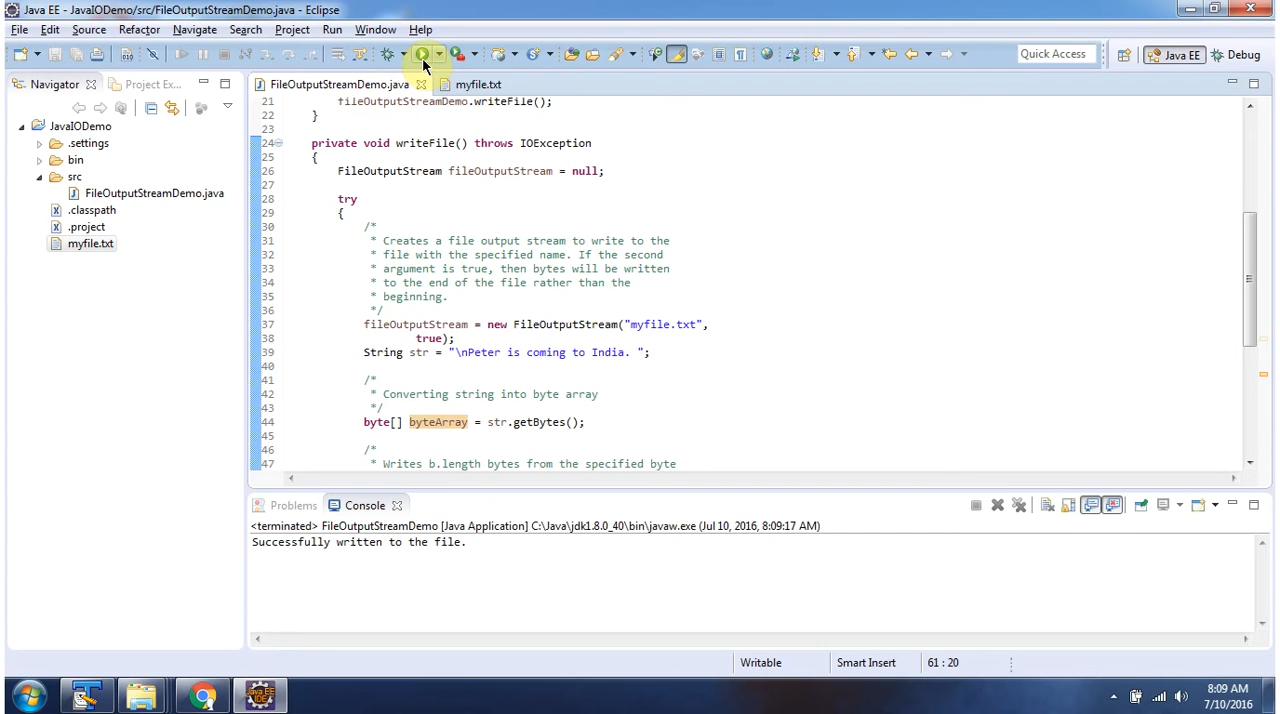 Java EE - JavaIODemo/src/FileOutputStreamDemo.java - Eclipse
File Edit Source Refactor Navigate Search Project Run Window Help
Quick Access Java EE Debug
Navigator Project Ex
FileOutputStreamDemo.java myfile.txt
JavaIODemo
.settings
bin
src
FileOutputStreamDemo.java
.classpath
.project
myfile.txt
21 fileOutputStreamDemo.writeFile();
22 }
23
24 private void writeFile() throws IOException
25 {
26 FileOutputStream fileOutputStream = null;
27
28 try
29 {
30 /*
31 * Creates a file output stream to write to the
32 * file with the specified name. If the second
33 * argument is true, then bytes will be written
34 * to the end of the file rather than the
35 * beginning.
36 */
37 fileOutputStream = new FileOutputStream("myfile.txt",
38 true);
39 String str = "\nPeter is coming to India. ";
40
41 /*
42 * Converting string into byte array
43 */
44 byte[] byteArray = str.getBytes();
45
46 /*
47 * Writes b.length bytes from the specified byte
Problems Console
<terminated> FileOutputStreamDemo [Java Application] C:\Java\jdk1.8.0_40\bin\javaw.exe (Jul 10, 2016, 8:09:17 AM)
Successfully written to the file.
Writable Smart Insert 61 : 20
8:09 AM
7/10/2016